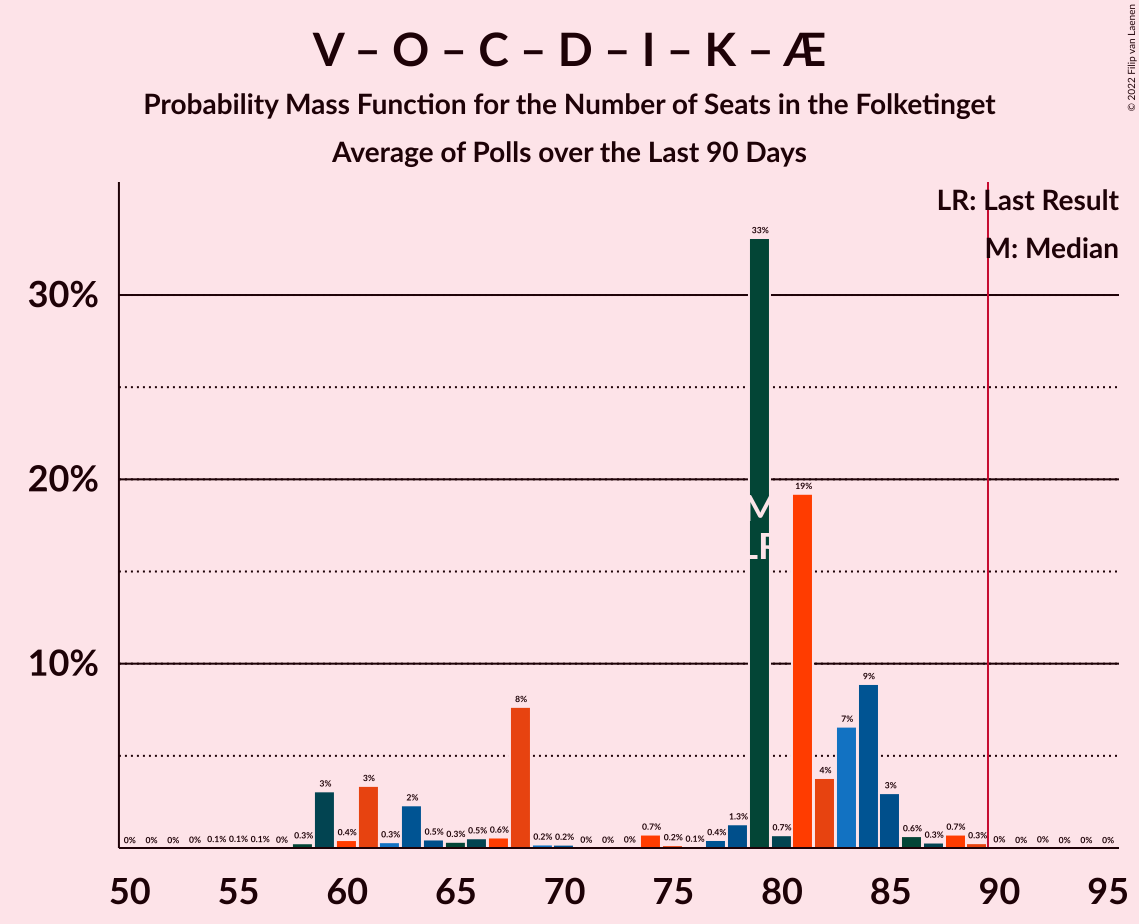 V – O – C – D – I – K – Æ
Probability Mass Function for the Number of Seats in the Folketinget
Average of Polls over the Last 90 Days
© 2022 Filip van Laenen
LR: Last Result
M: Median
30%
20%
10%
0% 0% 0% 0% 0.1% 0.1% 0.1% 0% 0.3% 3% 0.4% 3% 0.3% 2% 0.5% 0.3% 0.5% 0.6% 8% 0.2% 0.2% 0% 0% 0% 0.7% 0.2% 0.1% 0.4% 1.3% 33% 0.7% 19% 4% 7% 9% 3% 0.6% 0.3% 0.7% 0.3% 0% 0% 0% 0% 0% 0%
M
LR
50 55 60 65 70 75 80 85 90 95